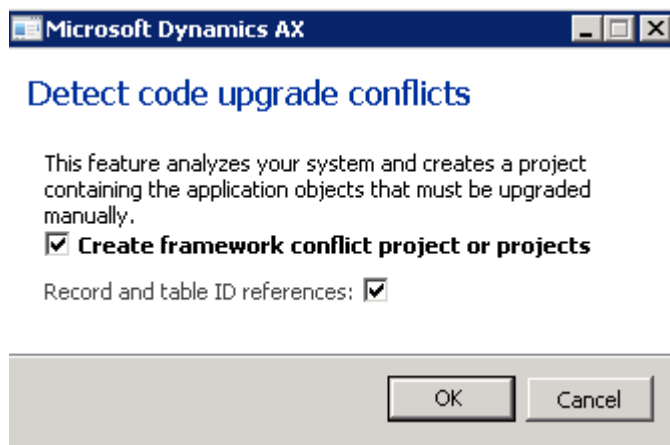 Microsoft Dynamics AX
Detect code upgrade conflicts
This feature analyzes your system and creates a project
containing the application objects that must be upgraded
manually.
Create framework conflict project or projects
Record and table ID references:
OK Cancel